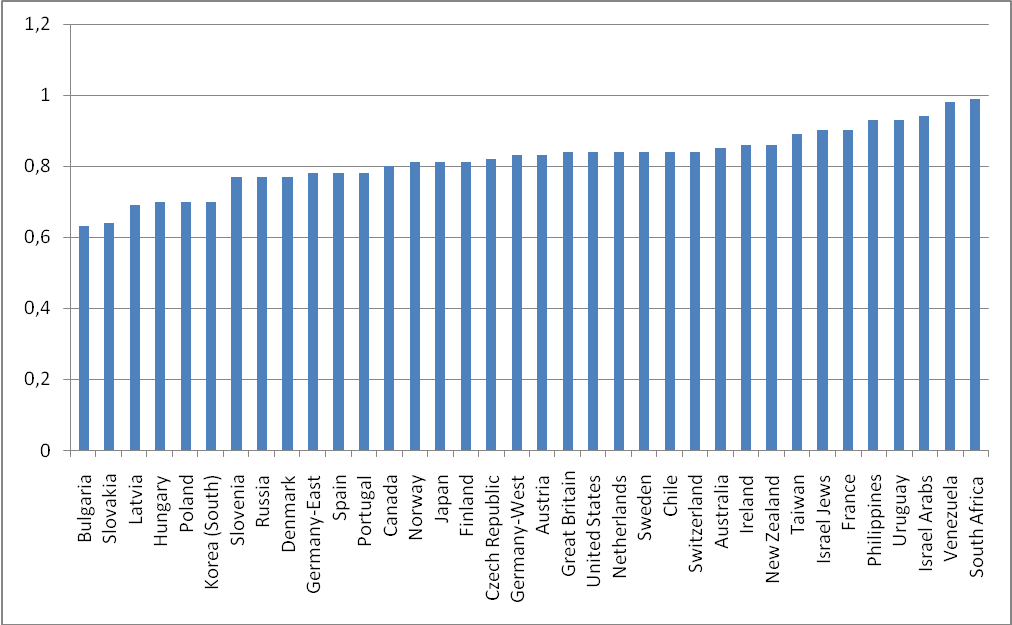 1,2
1
0,8
0,6
0,4
0,2
0
Bulgaria
Slovakia
Latvia
Hungary
Poland
Korea (South)
Slovenia
Russia
Denmark
Germany-East
Spain
Portugal
Canada
Norway
Japan
Finland
Czech Republic
Germany-West
Austria
Great Britain
United States
Netherlands
Sweden
Chile
Switzerland
Australia
Ireland
New Zealand
Taiwan
Israel Jews
France
Philippines
Uruguay
Israel Arabs
Venezuela
South Africa